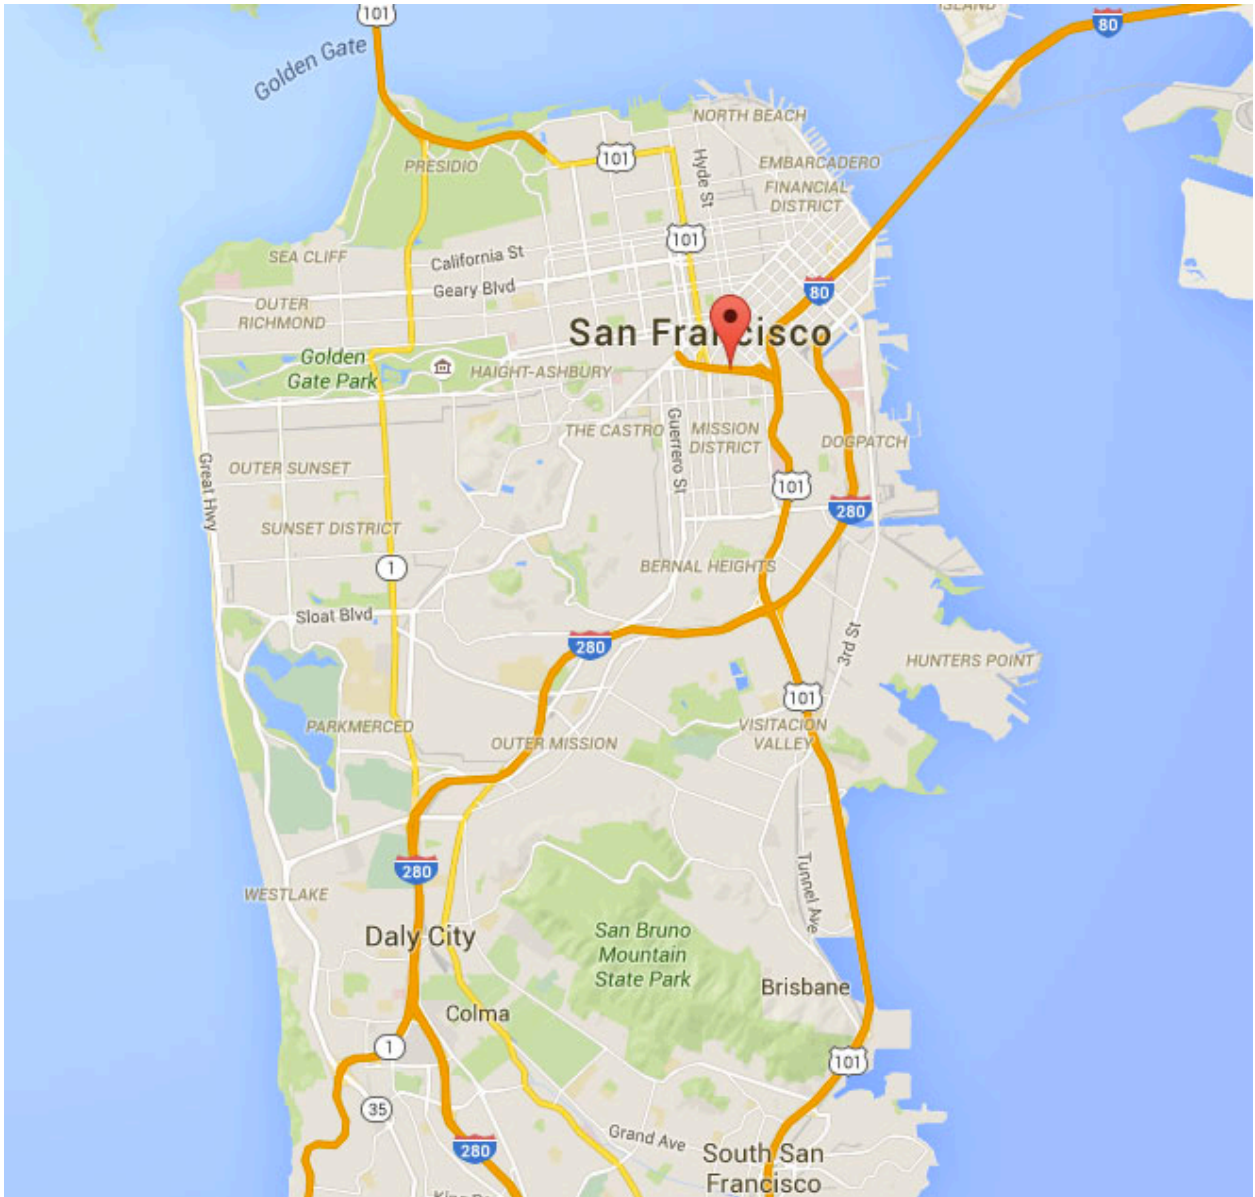 101
ISLAND
80
Golden Gate
NORTH BEACH
PRESIDIO
101
Hyde St
EMBARCADERO
FINANCIAL
DISTRICT
101
SEA CLIFF
California St
Geary Blvd
80
OUTER
RICHMOND
San Francisco
Golden
Gate Park
HAIGHT-ASHBURY
THE CASTRO
Guerrero St
MISSION
DISTRICT
DOGPATCH
OUTER SUNSET
Great Hwy
101
280
SUNSET DISTRICT
1
BERNAL HEIGHTS
Sloat Blvd
280
3rd St
HUNTERS POINT
101
PARKMERCED
OUTER MISSION
VISITACION
VALLEY
280
WESTLAKE
Tunnel Ave
Daly City
San Bruno
Mountain
State Park
Brisbane
Colma
1
101
35
280
Grand Ave
South San
Francisco